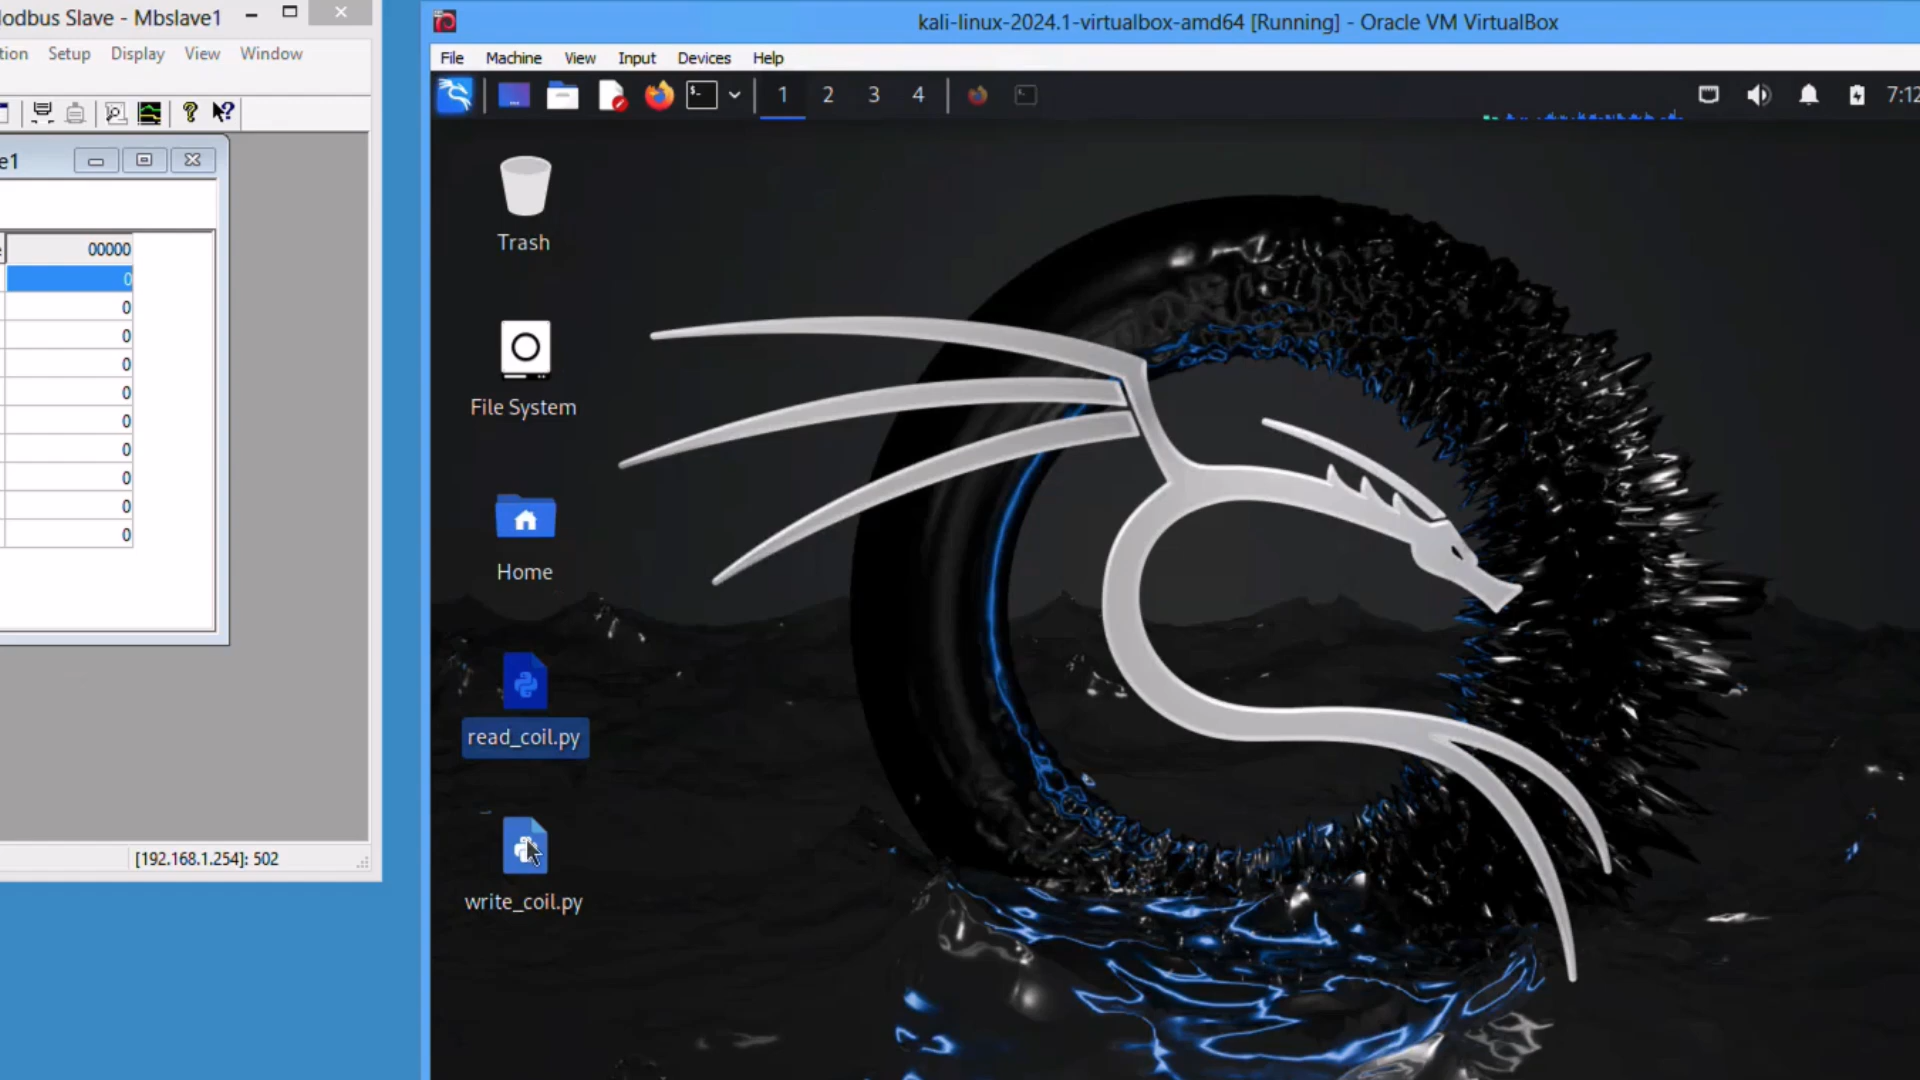 Modbus Slave - Mbslave1
tion Setup Display View Window
e1
00000
0
0
0
0
0
0
0
0
0
0
[192.168.1.254]: 502
kali-linux-2024.1-virtualbox-amd64 [Running] - Oracle VM VirtualBox
File Machine View Input Devices Help
1 2 3 4
7:12
Trash
File System
Home
read_coil.py
write_coil.py